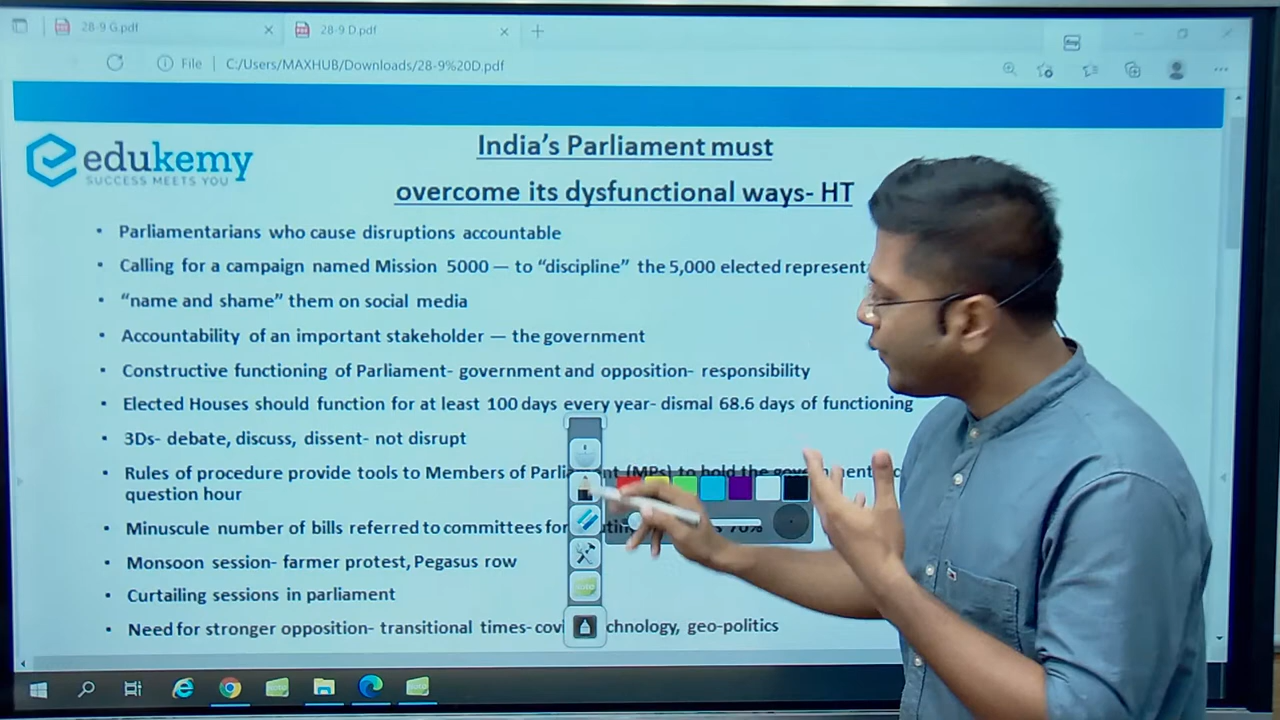 28-9 G.pdf
28-9 D.pdf
File
C:/Users/MAXHUB/Downloads/28-9%20D.pdf
edukemy
SUCCESS MEETS YOU
India's Parliament must
overcome its dysfunctional ways- HT
• Parliamentarians who cause disruptions accountable
• Calling for a campaign named Mission 5000 — to “discipline” the 5,000 elected
• “name and shame” them on social media
• Accountability of an important stakeholder — the government
• Constructive functioning of Parliament- government and opposition- responsibility
• Elected Houses should function for at least 100 days every year- dismal 68.6 days of functioning
• 3Ds- debate, discuss, dissent- not disrupt
• Rules of procedure provide tools to Members of (MPs) to hold the
question hour
• Minuscule number of bills referred to committees for 70%
• Monsoon session- farmer protest, Pegasus row
• Curtailing sessions in parliament
• Need for stronger opposition- transitional times- geo-politics